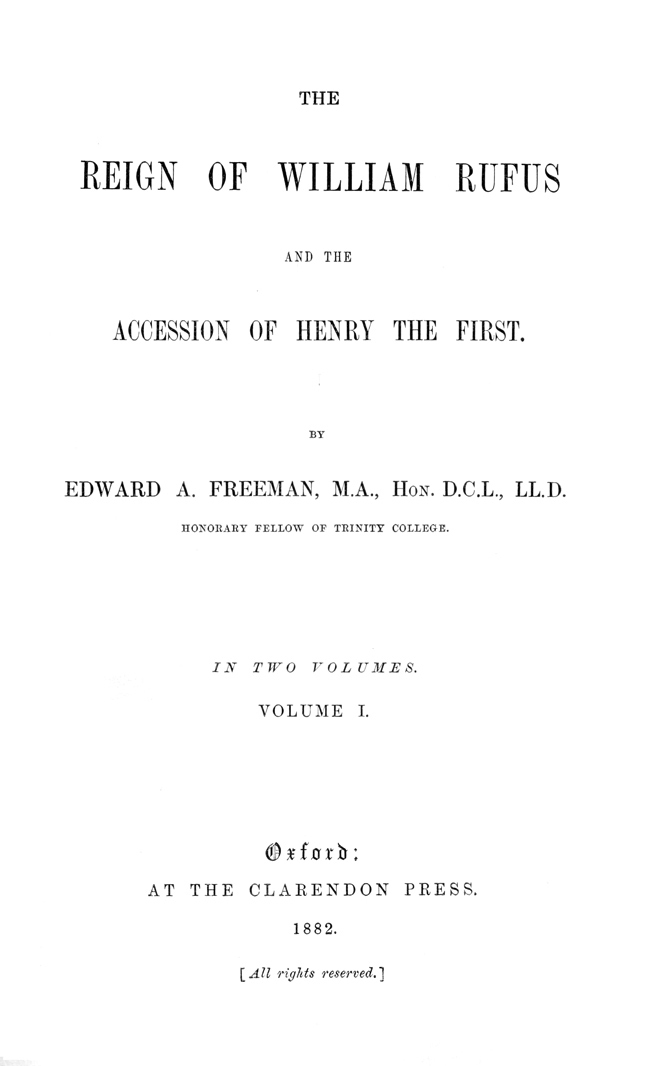 THE
REIGN OF WILLIAM RUFUS
AND THE
ACCESSION OF HENRY THE FIRST.
BY
EDWARD A. FREEMAN, M.A., Hon. D.C.L., LL.D.
HONORARY FELLOW OF TRINITY COLLEGE.
IN TWO VOLUMES.
VOLUME I.
Oxford:
AT THE CLARENDON PRESS.
1882.
[All rights reserved.]